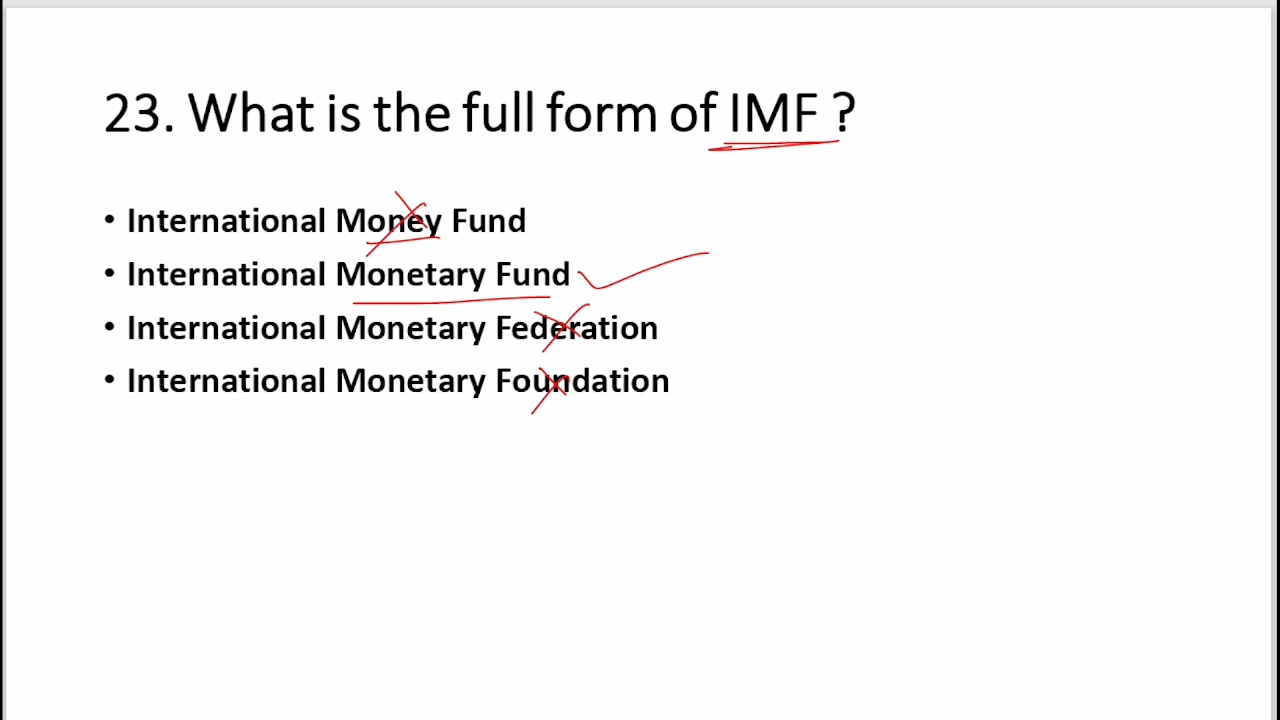 23. What is the full form of IMF ?
• International Money Fund
• International Monetary Fund
• International Monetary Federation
• International Monetary Foundation